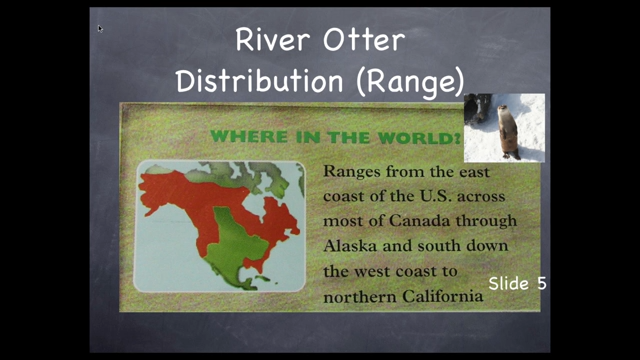 River Otter
Distribution (Range)
WHERE IN THE WORLD?
Ranges from the east
coast of the U.S. across
most of Canada through
Alaska and south down
the west coast to
northern California
Slide 5